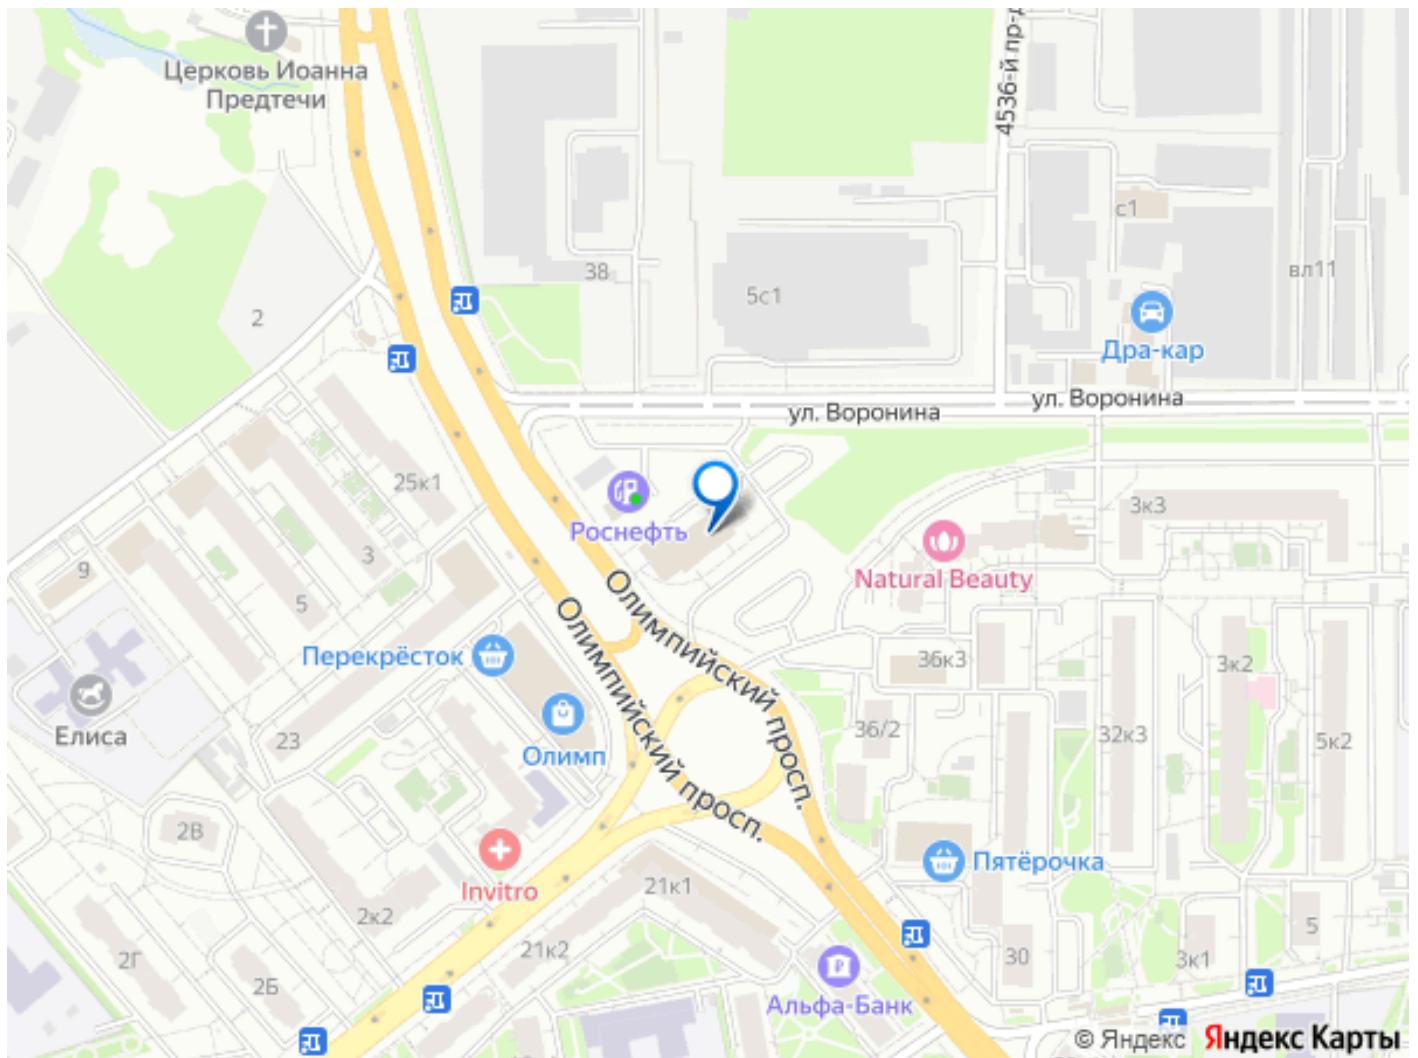 Церковь Иоанна
Предтечи
4536-й пр-д
с1
38
5с1
вл11
2
Дра-кар
ул. Воронина
ул. Воронина
25к1
3к3
Роснефть
3
Natural Beauty
9
5
Олимпийский просп.
Олимпийский просп.
Перекрёсток
36к3
3к2
Елиса
23
Олимп
36/2
32к3
5к2
2В
Invitro
Пятёрочка
21к1
2к2
5
21к2
2Г
30
3к1
2Б
Альфа-Банк
© Яндекс Яндекс Карты